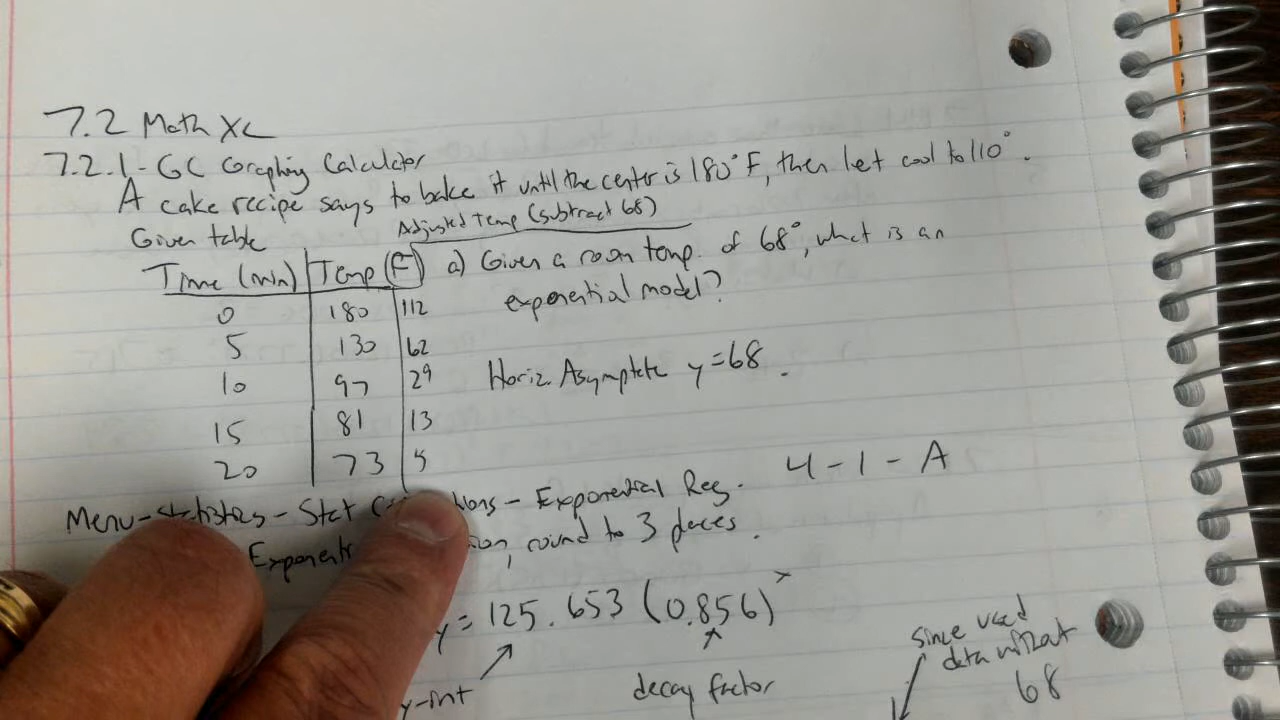 7.2 Math XL
7.2.1 - GC Graphing Calculator
A cake recipe says to bake it until the center is 180° F, then let cool to 110°.
Given table
Adjusted Temp (subtract 68)
Time (min) Temp (F)
a) Given a room temp. of 68°, what is an
exponential model?
0 180 112
5 130 62
10 97 29
15 81 13
20 73 5
Horiz. Asymptote y=68.
4-1-A
Menu - Statistics - Stat - Exponential Reg.
round to 3 places.
y = 125.653 (0.856)^x
y-int
decay factor
since used
data without
68